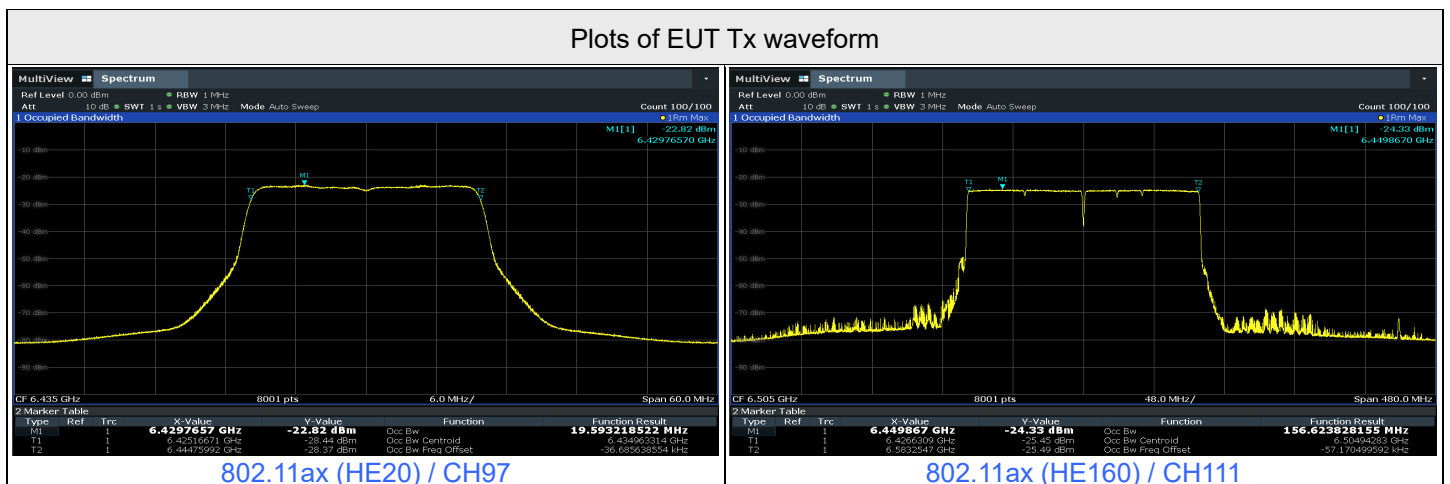 Plots of EUT Tx waveform
MultiView Spectrum
Ref Level 0.00 dBm RBW 1 MHz
Att 10 dB SWT 1 s VBW 3 MHz Mode Auto Sweep Count 100/100
1 Occupied Bandwidth 1Rm Max
M1[1] -22.82 dBm
6.42976570 GHz
-10 dBm
M1
-20 dBm
T1 T2
-30 dBm
-40 dBm
-50 dBm
-60 dBm
-70 dBm
-80 dBm
-90 dBm
CF 6.435 GHz 8001 pts 6.0 MHz/ Span 60.0 MHz
2 Marker Table
Type Ref Trc X-Value Y-Value Function Function Result
M1 1 6.4297657 GHz -22.82 dBm Occ Bw 19.593218522 MHz
T1 1 6.42516671 GHz -28.44 dBm Occ Bw Centroid 6.434963314 GHz
T2 1 6.44475992 GHz -28.37 dBm Occ Bw Freq Offset -36.685638554 kHz
802.11ax (HE20) / CH97
MultiView Spectrum
Ref Level 0.00 dBm RBW 1 MHz
Att 10 dB SWT 1 s VBW 3 MHz Mode Auto Sweep Count 100/100
1 Occupied Bandwidth 1Rm Max
M1[1] -24.33 dBm
6.4498670 GHz
-10 dBm
-20 dBm
T1 M1 T2
-30 dBm
-40 dBm
-50 dBm
-60 dBm
-70 dBm
-80 dBm
-90 dBm
CF 6.505 GHz 8001 pts 48.0 MHz/ Span 480.0 MHz
2 Marker Table
Type Ref Trc X-Value Y-Value Function Function Result
M1 1 6.449867 GHz -24.33 dBm Occ Bw 156.623828155 MHz
T1 1 6.4266309 GHz -25.45 dBm Occ Bw Centroid 6.50494283 GHz
T2 1 6.5832547 GHz -25.49 dBm Occ Bw Freq Offset -57.170499592 kHz
802.11ax (HE160) / CH111